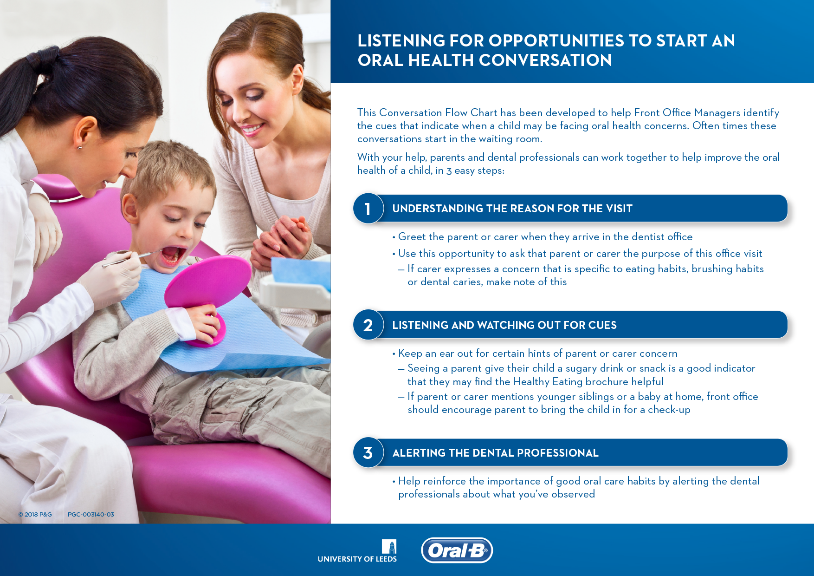 LISTENING FOR OPPORTUNITIES TO START AN
ORAL HEALTH CONVERSATION
This Conversation Flow Chart has been developed to help Front Office Managers identify
the cues that indicate when a child may be facing oral health concerns. Often times these
conversations start in the waiting room.
With your help, parents and dental professionals can work together to help improve the oral
health of a child, in 3 easy steps:
1 UNDERSTANDING THE REASON FOR THE VISIT
• Greet the parent or carer when they arrive in the dentist office
• Use this opportunity to ask that parent or carer the purpose of this office visit
– If carer expresses a concern that is specific to eating habits, brushing habits
or dental caries, make note of this
2 LISTENING AND WATCHING OUT FOR CUES
• Keep an ear out for certain hints of parent or carer concern
– Seeing a parent give their child a sugary drink or snack is a good indicator
that they may find the Healthy Eating brochure helpful
– If parent or carer mentions younger siblings or a baby at home, front office
should encourage parent to bring the child in for a check-up
3 ALERTING THE DENTAL PROFESSIONAL
• Help reinforce the importance of good oral care habits by alerting the dental
professionals about what you've observed
© 2018 P&G PGC-003140-03
UNIVERSITY OF LEEDS
Oral-B